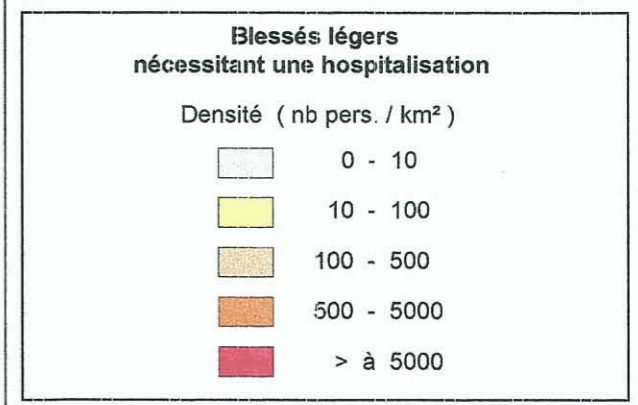 Blessés légers
nécessitant une hospitalisation
Densité ( nb pers. / km² )
0 - 10
10 - 100
100 - 500
500 - 5000
> à 5000